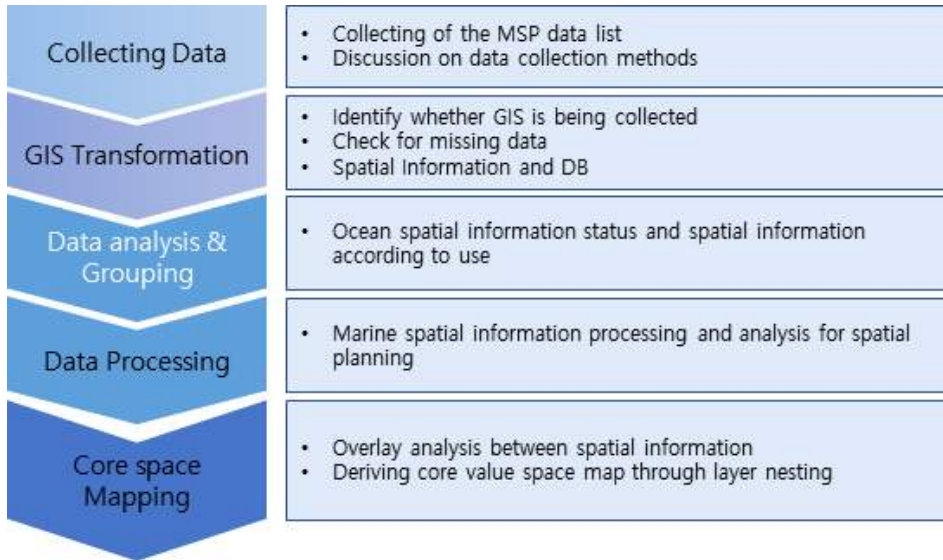 Collecting Data
• Collecting of the MSP data list
• Discussion on data collection methods
GIS Transformation
• Identify whether GIS is being collected
• Check for missing data
• Spatial Information and DB
Data analysis &
Grouping
• Ocean spatial information status and spatial information
according to use
Data Processing
• Marine spatial information processing and analysis for spatial
planning
Core space
Mapping
• Overlay analysis between spatial information
• Deriving core value space map through layer nesting